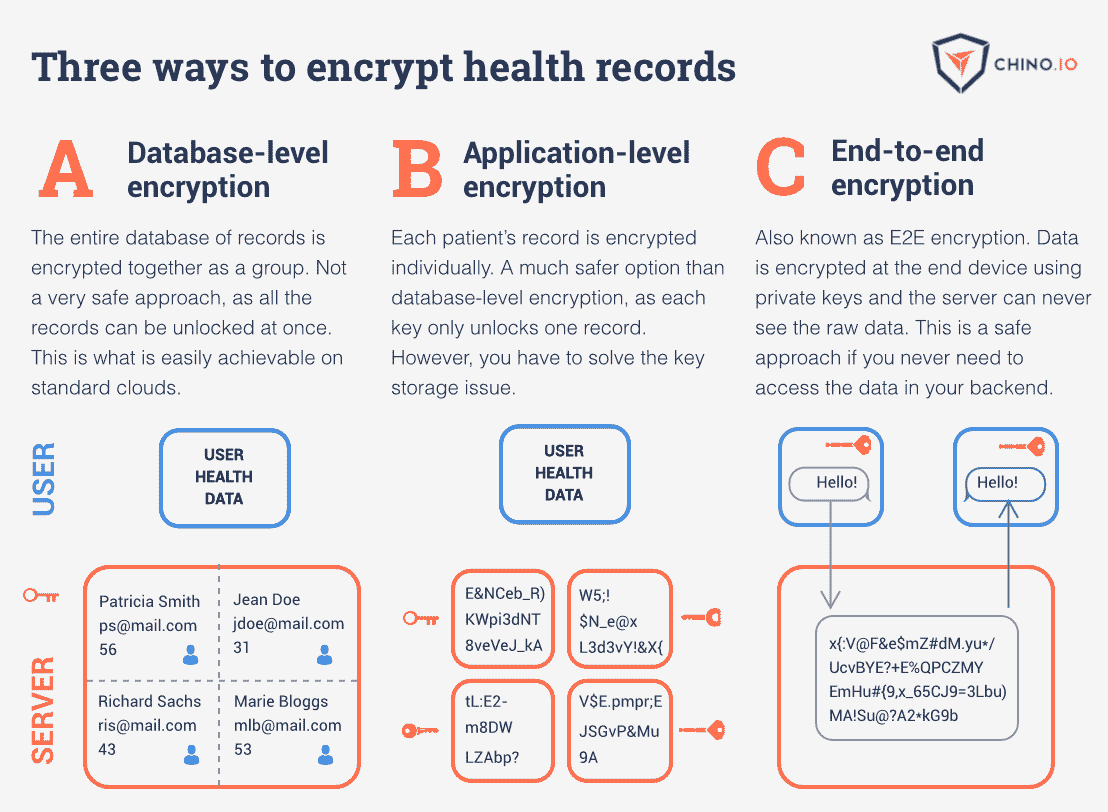 Three ways to encrypt health records
CHINO.IO
A
Database-level
encryption
The entire database of records is
encrypted together as a group. Not
a very safe approach, as all the
records can be unlocked at once.
This is what is easily achievable on
standard clouds.
B
Application-level
encryption
Each patient's record is encrypted
individually. A much safer option than
database-level encryption, as each
key only unlocks one record.
However, you have to solve the key
storage issue.
C
End-to-end
encryption
Also known as E2E encryption. Data
is encrypted at the end device using
private keys and the server can never
see the raw data. This is a safe
approach if you never need to
access the data in your backend.
USER
USER
HEALTH
DATA
USER
HEALTH
DATA
Hello!
Hello!
SERVER
Patricia Smith
ps@mail.com
56
Jean Doe
jdoe@mail.com
31
Richard Sachs
ris@mail.com
43
Marie Bloggs
mlb@mail.com
53
E&NCeb_R)
KWpi3dNT
8veVeJ_kA
W5;!
$N_e@x
L3d3vY!&X{
tL:E2-
m8DW
LZAbp?
V$E.pmpr;E
JSGvP&Mu
9A
x{:V@F&e$mZ#dM.yu*/
UcvBYE?+E%QPCZMY
EmHu#{9,x_65CJ9=3Lbu)
MA!Su@?A2*kG9b